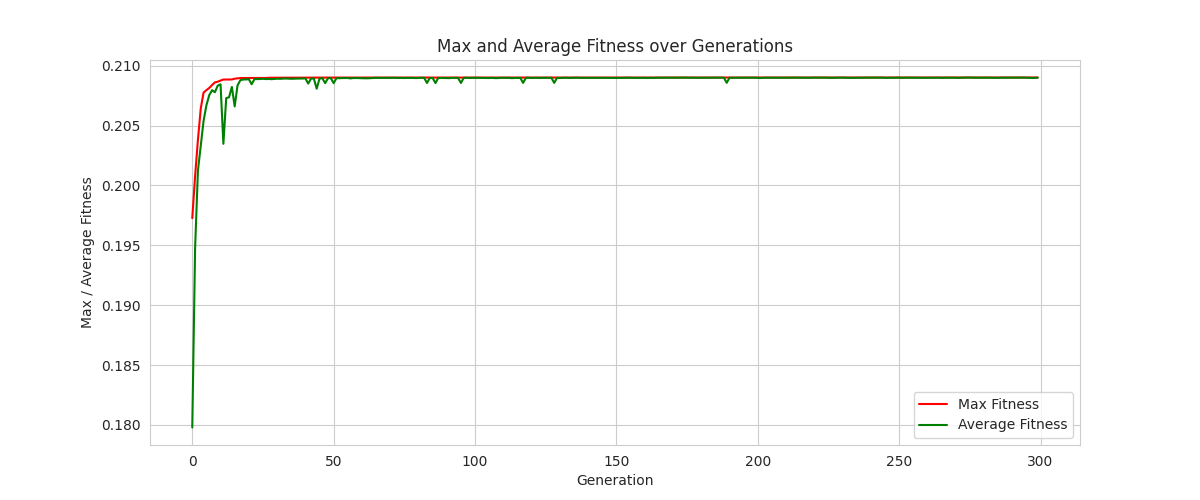 Max and Average Fitness over Generations
0.210
0.205
0.200
0.195
0.190
0.185
0.180
Max / Average Fitness
0 50 100 150 200 250 300
Generation
Max Fitness
Average Fitness